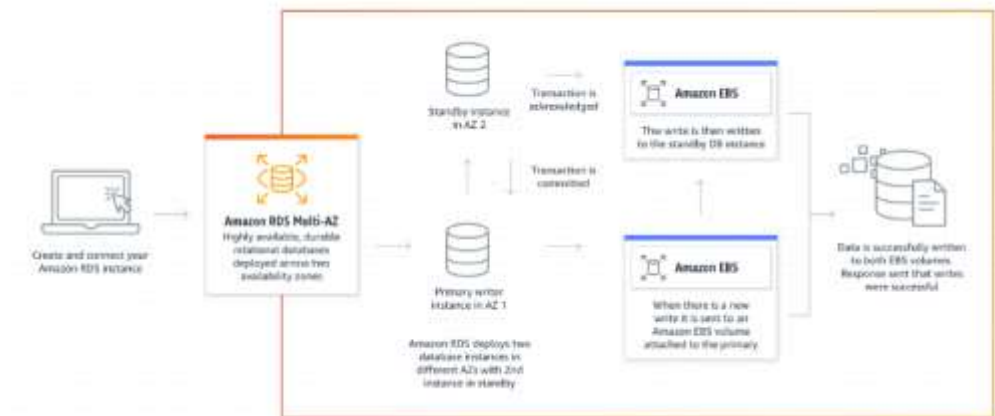 Create and connect your
Amazon RDS instance
Amazon RDS Multi-AZ
Highly available, durable
relational databases
deployed across two
availability zones
Standby instance
in AZ 2
Transaction is
acknowledged
Transaction is
committed
Primary writer
instance in AZ 1
Amazon RDS deploys two
database instances in
different AZs with 2nd
instance in standby
Amazon EBS
The write is then written
to the standby DB instance
Amazon EBS
When there is a new
write it is sent to an
Amazon EBS volume
attached to the primary
Data is successfully written
to both EBS volumes.
Response sent that writes
were successful